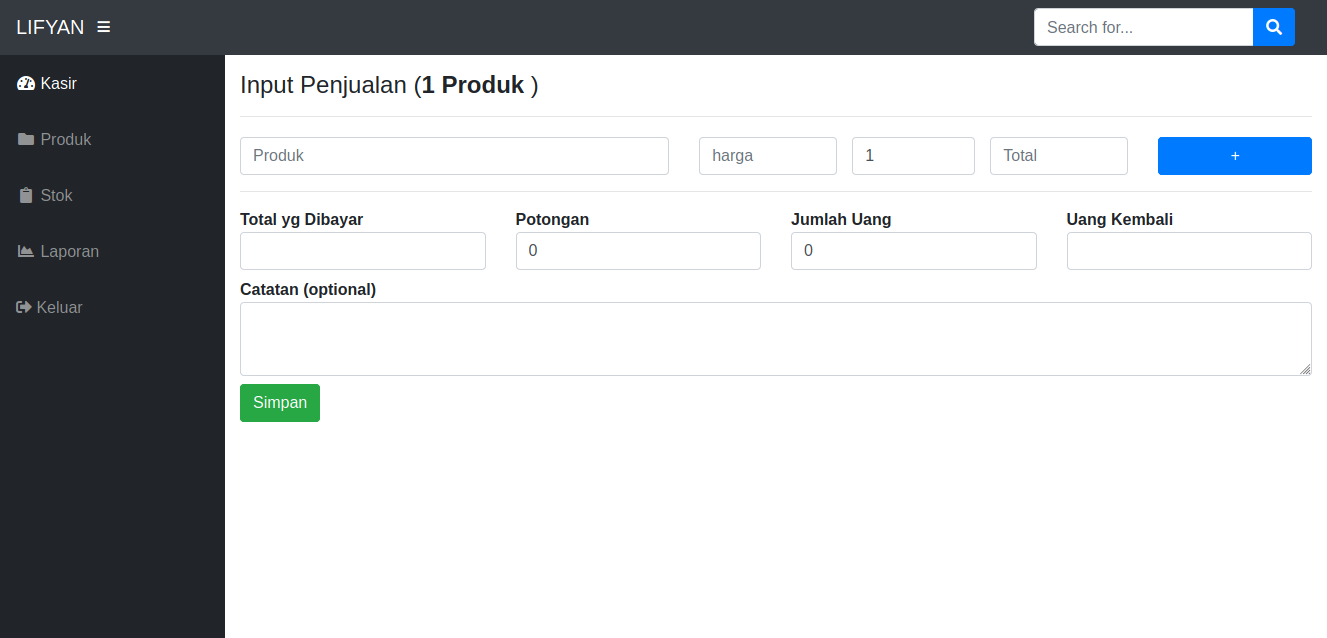 LIFYAN
Search for...
Kasir
Produk
Stok
Laporan
Keluar
Input Penjualan (1 Produk )
Produk harga 1 Total +
Total yg Dibayar Potongan Jumlah Uang Uang Kembali
0 0
Catatan (optional)
Simpan